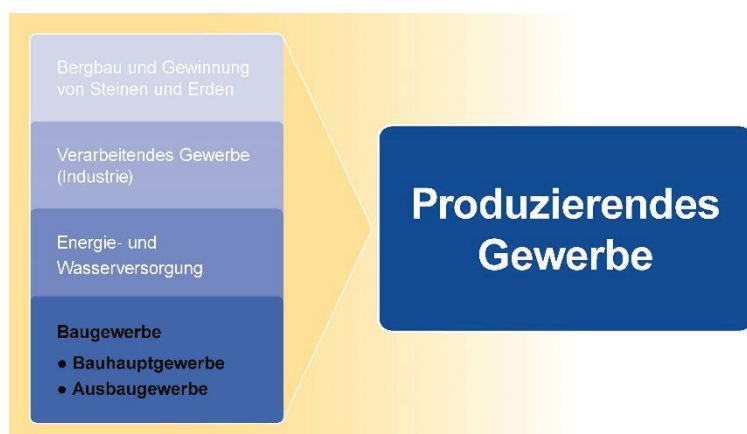 Bergbau und Gewinnung
von Steinen und Erden
Verarbeitendes Gewerbe
(Industrie)
Energie- und
Wasserversorgung
Baugewerbe
● Bauhauptgewerbe
● Ausbaugewerbe
Produzierendes
Gewerbe